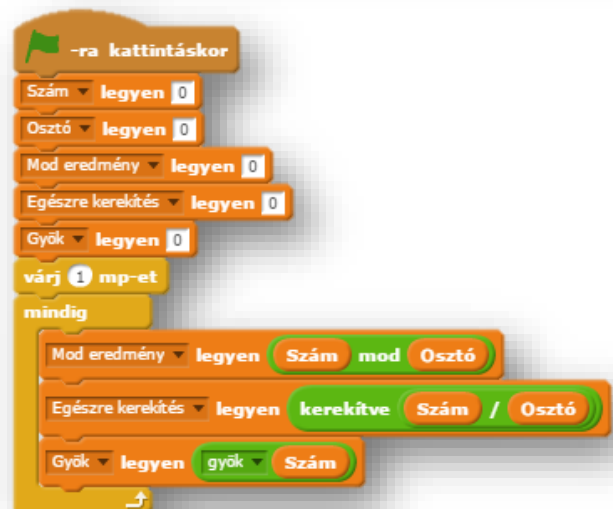 -ra kattintáskor
Szám legyen 0
Osztó legyen 0
Mod eredmény legyen 0
Egészre kerekítés legyen 0
Gyök legyen 0
várj 1 mp-et
mindig
Mod eredmény legyen Szám mod Osztó
Egészre kerekítés legyen kerekítve Szám / Osztó
Gyök legyen gyök Szám